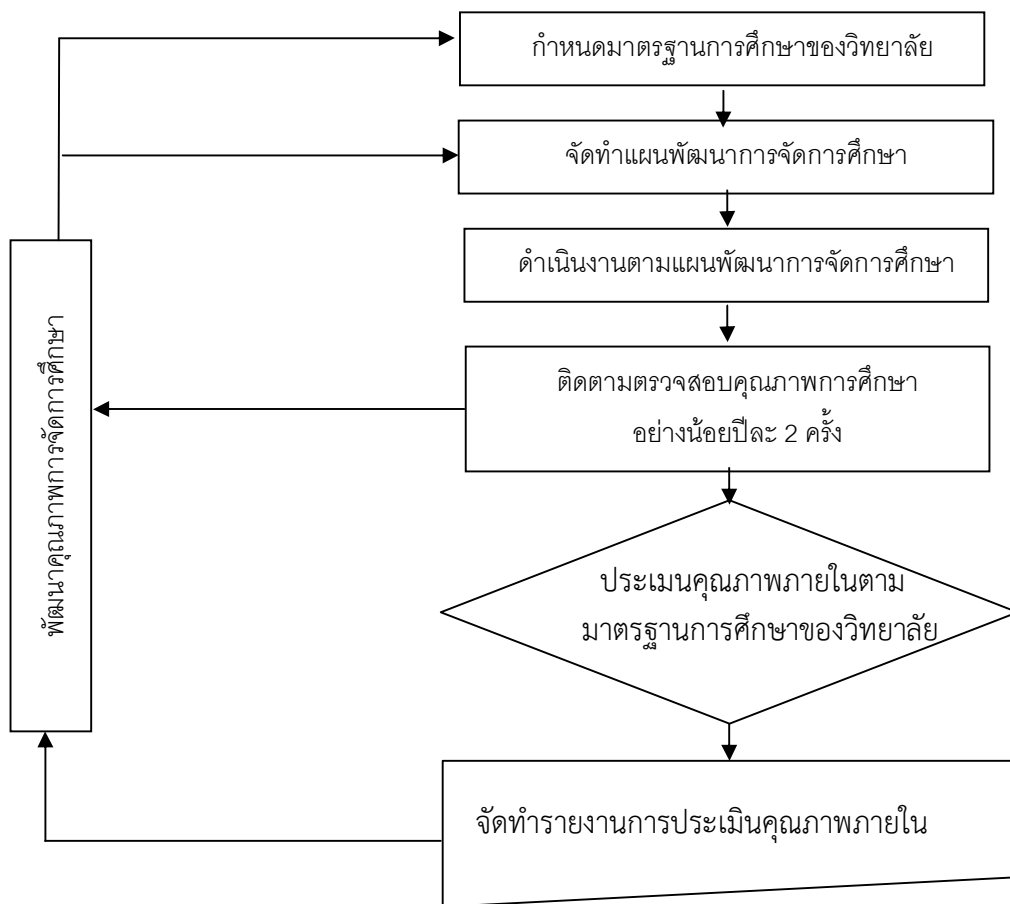 กำหนดมาตรฐานการศึกษาของวิทยาลัย
จัดทำแผนพัฒนาการจัดการศึกษา
ดำเนินงานตามแผนพัฒนาการจัดการศึกษา
ติดตามตรวจสอบคุณภาพการศึกษา
อย่างน้อยปีละ 2 ครั้ง
พัฒนาคุณภาพการจัดการศึกษา
ประเมนคุณภาพภายในตาม
มาตรฐานการศึกษาของวิทยาลัย
จัดทำรายงานการประเมินคุณภาพภายใน